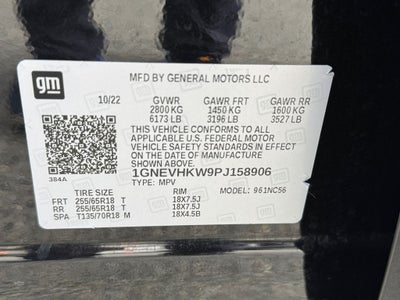 gm
MFD BY GENERAL MOTORS LLC
10/22 GVWR GAWR FRT GAWR RR
2800 KG 1450 KG 1600 KG
6173 LB 3196 LB 3527 LB
THIS VEHICLE CONFORMS TO ALL
APPLICABLE U.S. FEDERAL MOTOR
VEHICLE SAFETY STANDARDS IN EFFECT
ON THE DATE OF MANUFACTURE
SHOWN ABOVE.
1GNEVHKW9PJ158906
384A TYPE: MPV MODEL: 961NC56
TIRE SIZE RIM
FRT 255/65R18 T 18X7.5J
RR 255/65R18 T 18X7.5J
SPA T135/70R18 M 18X4.5B